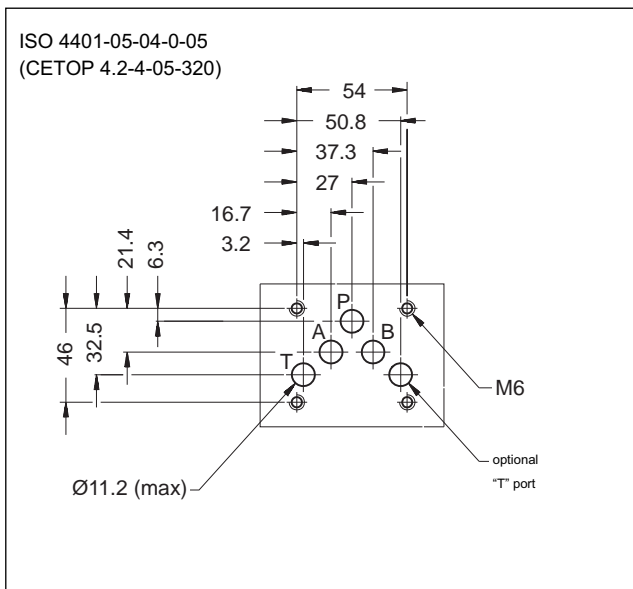 ISO 4401-05-04-0-05
(CETOP 4.2-4-05-320)
54
50.8
37.3
27
16.7
3.2
21.4
6.3
46
32.5
P
A
B
T
M6
Ø11.2 (max)
optional
"T" port